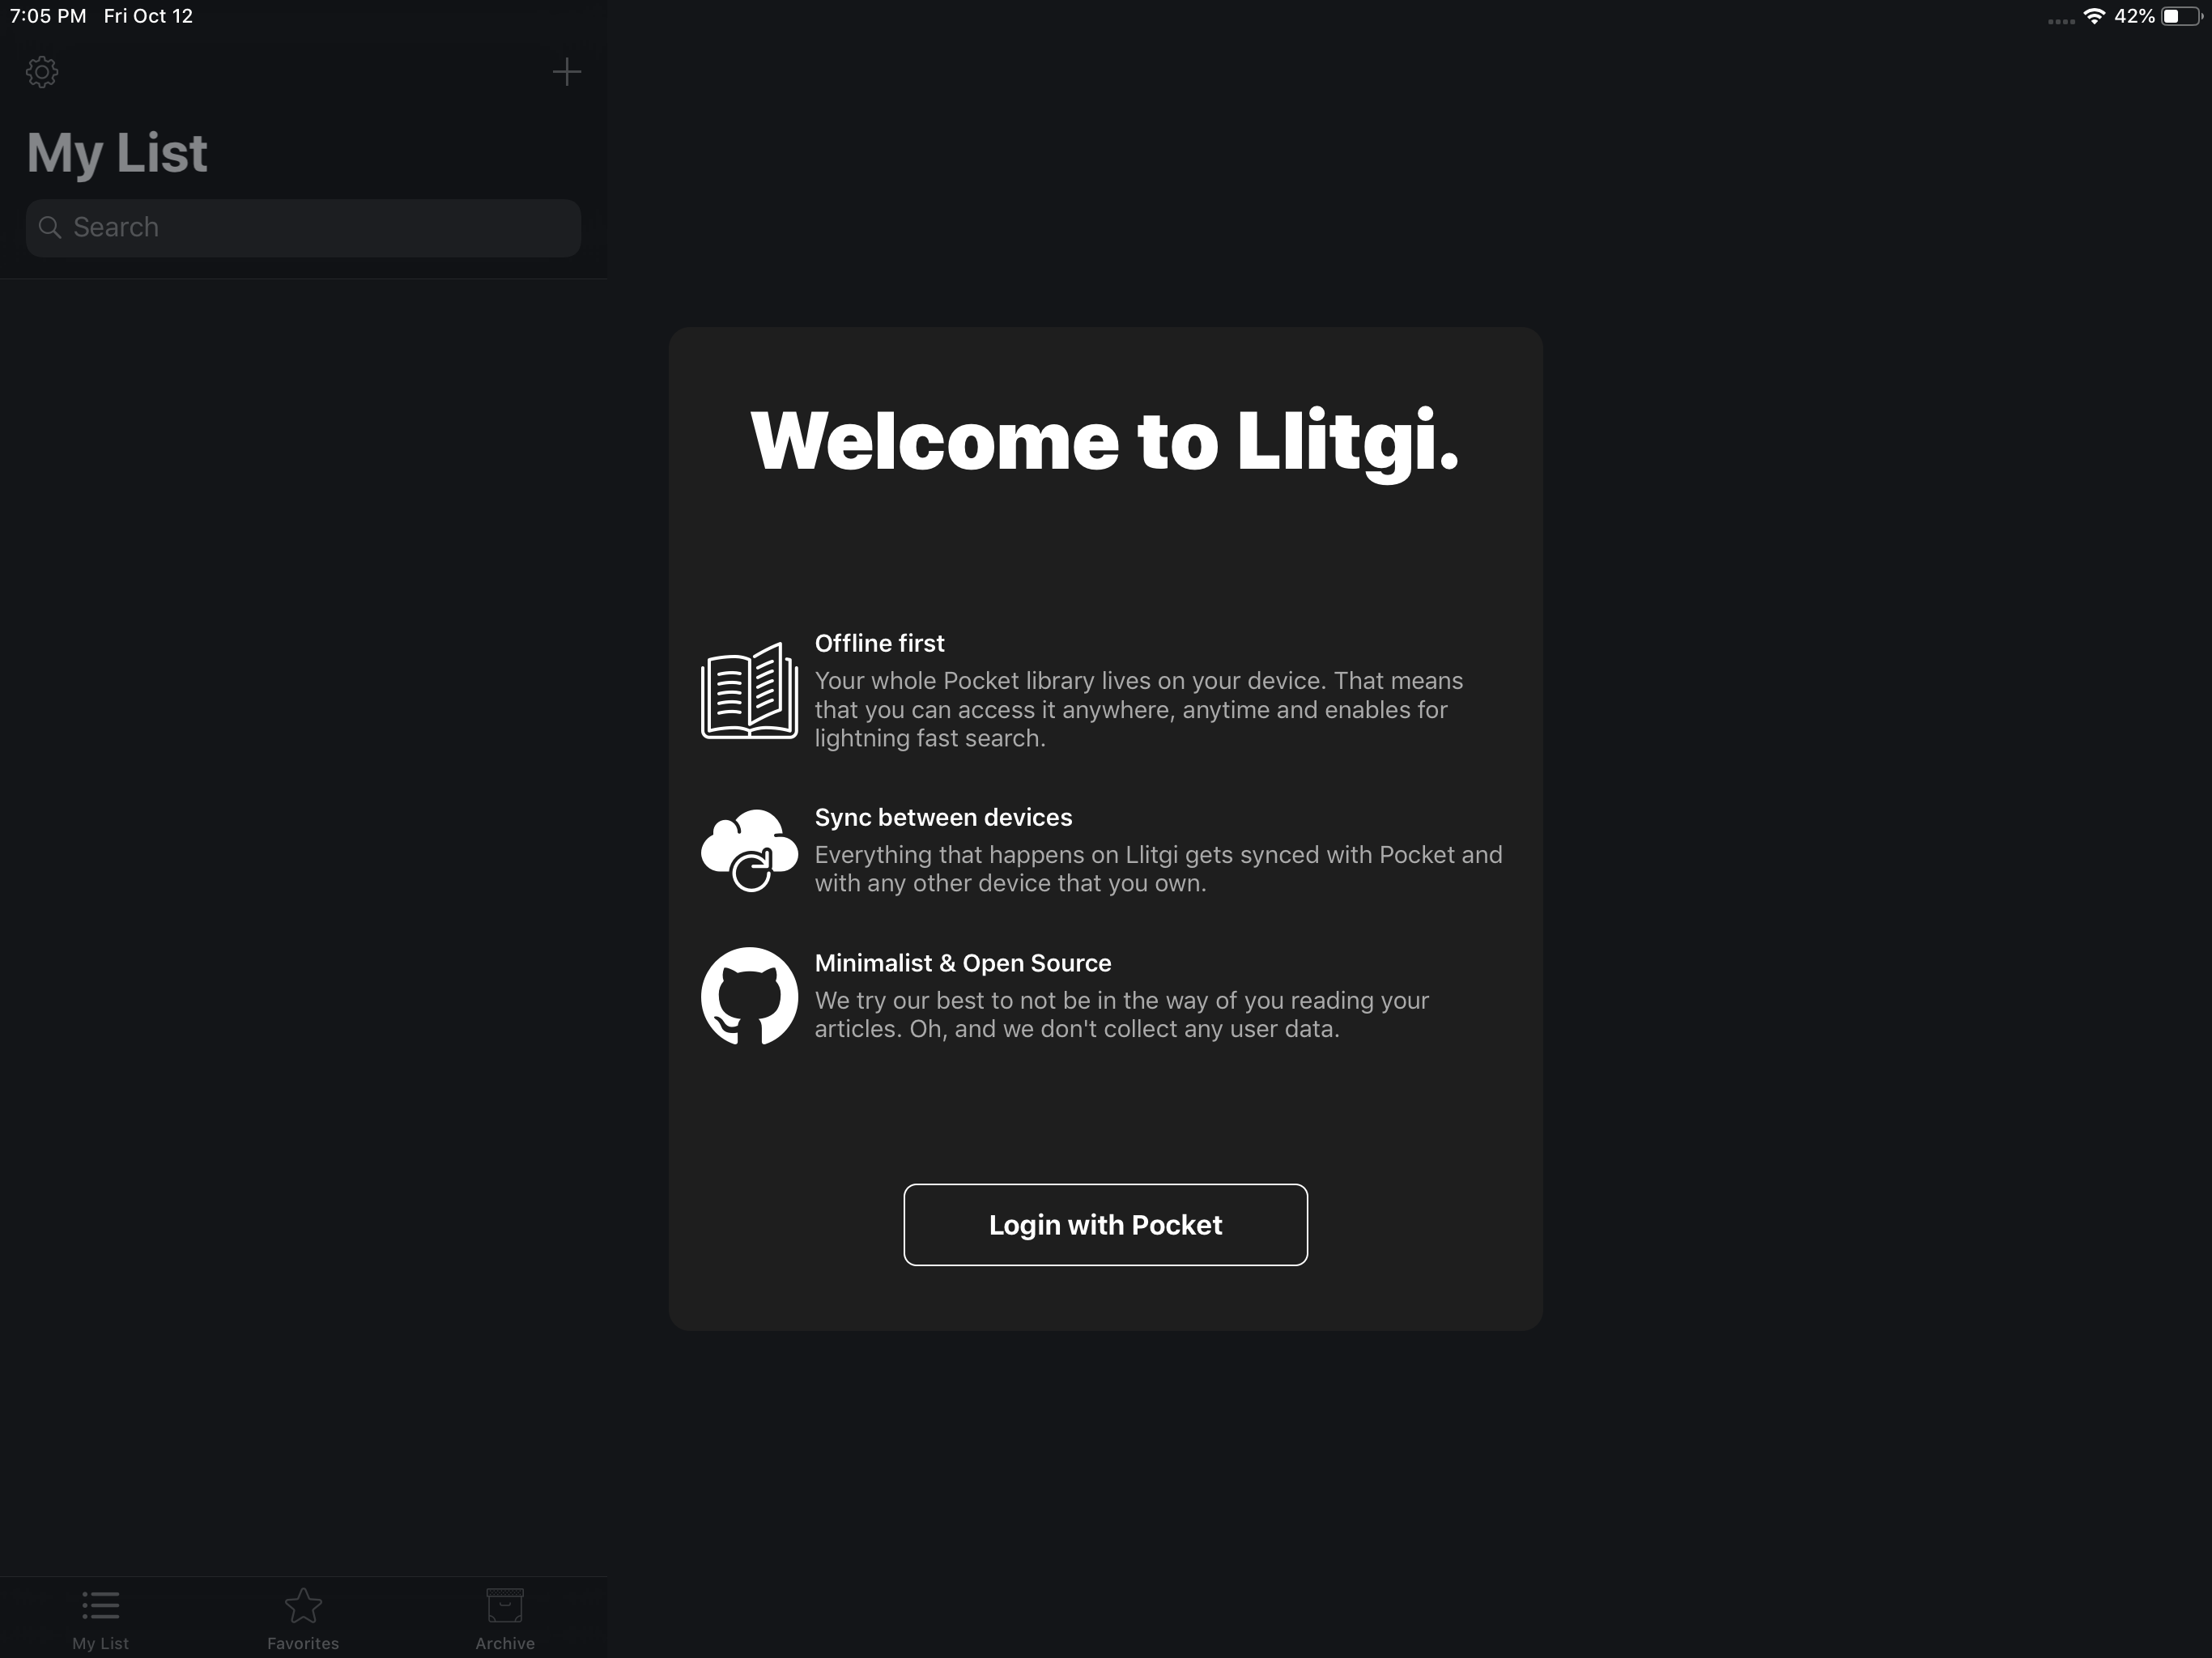 7:05 PM Fri Oct 12
42%
My List
Search
Welcome to Llitgi.
Offline first
Your whole Pocket library lives on your device. That means
that you can access it anywhere, anytime and enables for
lightning fast search.
Sync between devices
Everything that happens on Llitgi gets synced with Pocket and
with any other device that you own.
Minimalist & Open Source
We try our best to not be in the way of you reading your
articles. Oh, and we don't collect any user data.
Login with Pocket
My List
Favorites
Archive